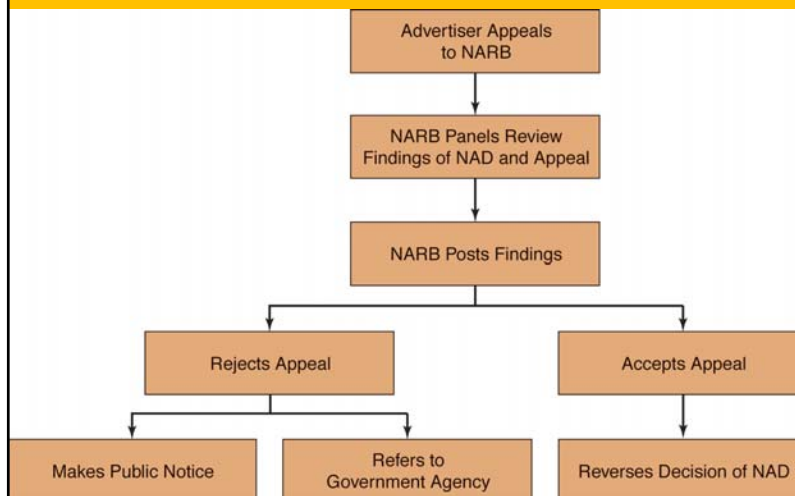 Advertiser Appeals
to NARB
NARB Panels Review
Findings of NAD and Appeal
NARB Posts Findings
Rejects Appeal
Accepts Appeal
Makes Public Notice
Refers to
Government Agency
Reverses Decision of NAD